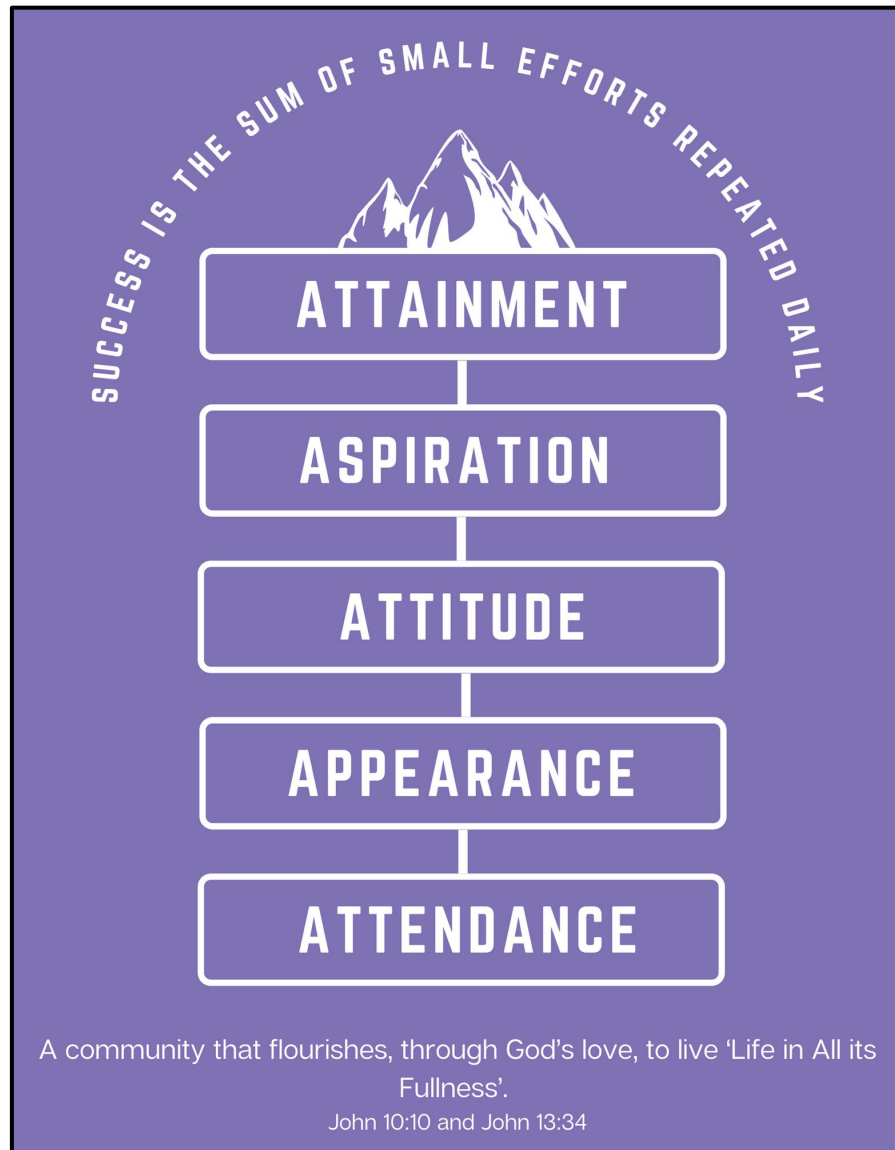 SUCCESS IS THE SUM OF SMALL EFFORTS REPEATED DAILY
ATTAINMENT
ASPIRATION
ATTITUDE
APPEARANCE
ATTENDANCE
A community that flourishes, through God’s love, to live ‘Life in All its
Fullness’.
John 10:10 and John 13:34